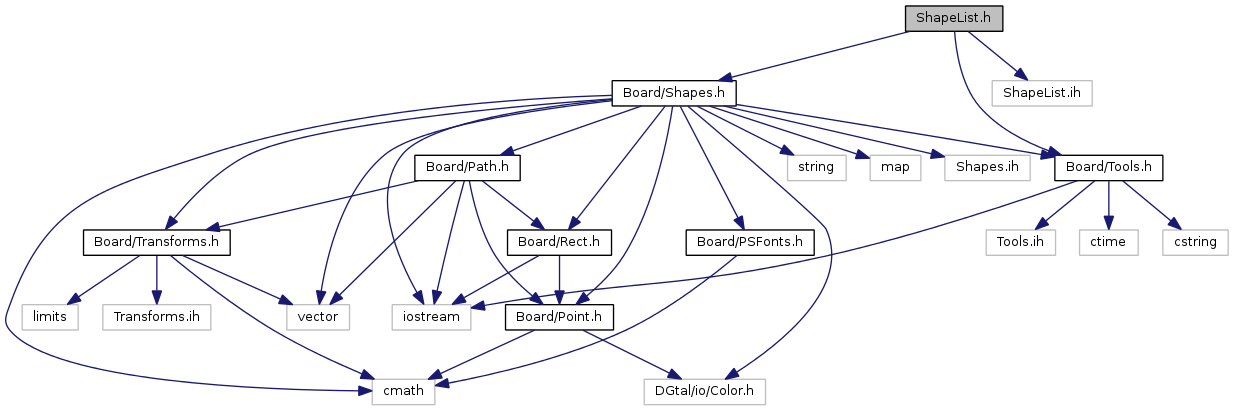 ShapeList.h
Board/Shapes.h
ShapeList.ih
Board/Path.h
string
map
Shapes.ih
Board/Tools.h
Board/Transforms.h
Board/Rect.h
Board/PSFonts.h
Tools.ih
ctime
cstring
limits
Transforms.ih
vector
iostream
Board/Point.h
cmath
DGtal/io/Color.h